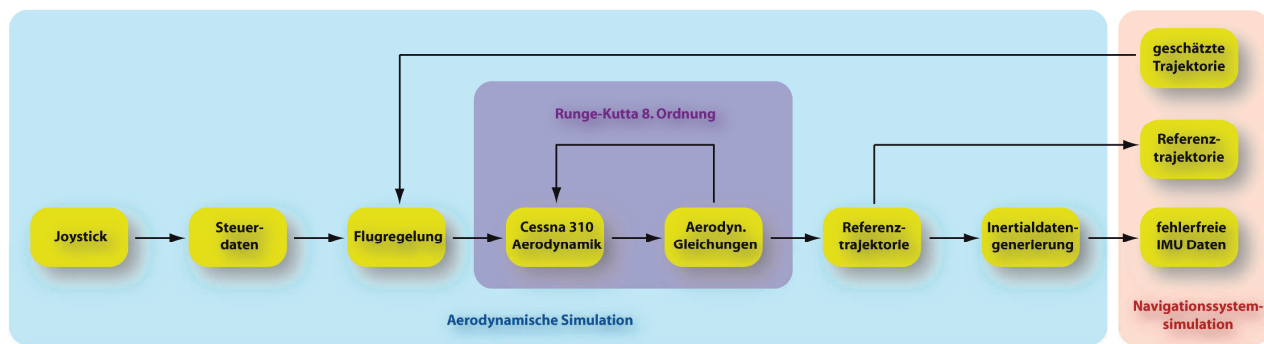 geschätzte
Trajektorie
Runge-Kutta 8. Ordnung
Referenz-
trajektorie
Joystick
Steuer-
daten
Flugregelung
Cessna 310
Aerodynamik
Aerodyn.
Gleichungen
Referenz-
trajektorie
Inertialdaten-
generierung
fehlerfreie
IMU Daten
Aerodynamische Simulation
Navigationssystem-
simulation